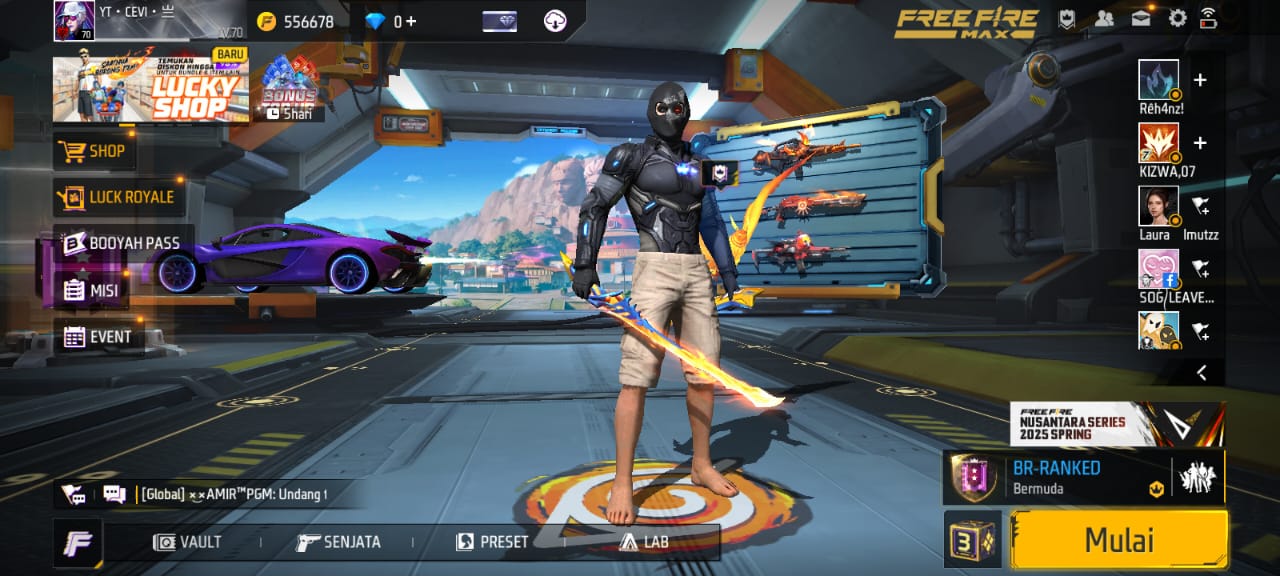 YT • CEVI •
70
LV.70
556678
0 +
FREE FIRE
MAX
BARU
TEMUKAN
DISKON HINGGA
UNTUK BUNDLE & ITEM LAIN
LUCKY
SHOP
BONUS
5hari
SHOP
LUCK ROYALE
BOOYAH PASS
MISI
EVENT
Rêh4nz!
7
KIZWA,07
Laura Imutzz
SOG/LEAVE...
FREE FIRE
NUSANTARA SERIES
2025 SPRING
BR-RANKED
Bermuda
[Global] ××AMIR™PGM: Undang
VAULT
SENJATA
PRESET
LAB
3
Mulai